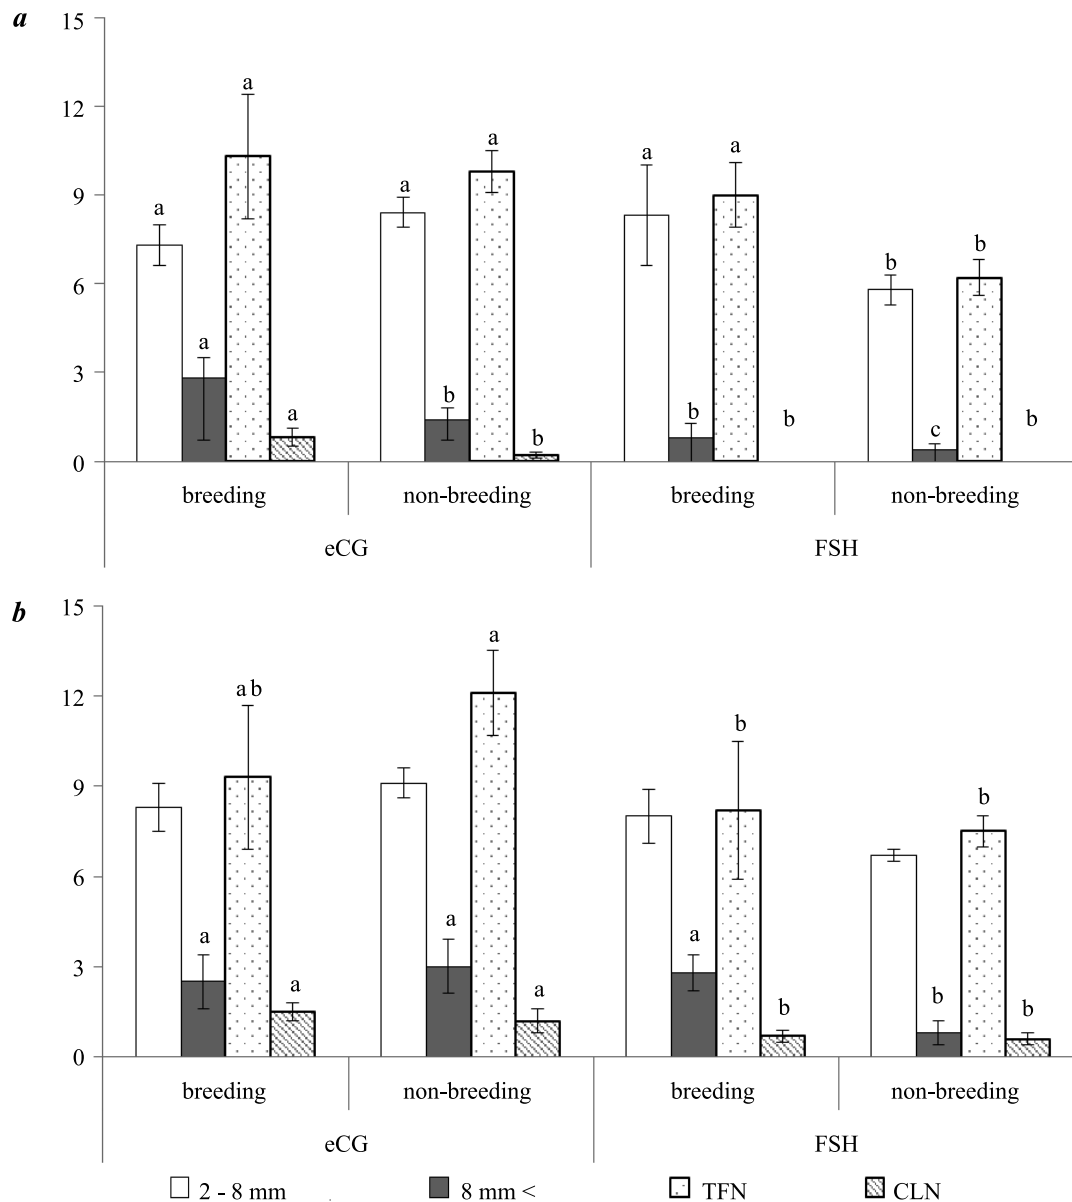 a
15
a
12
a
a
a
a
a
9
b
b
6
a
3
b
b
a
b
b
b
c
0
breeding
non-breeding
breeding
non-breeding
eCG
FSH
b
15
a
12
a b
b
b
9
6
a
a
a
3
a
a
b
b
b
0
breeding
non-breeding
breeding
non-breeding
eCG
FSH
2 - 8 mm
8 mm <
TFN
CLN